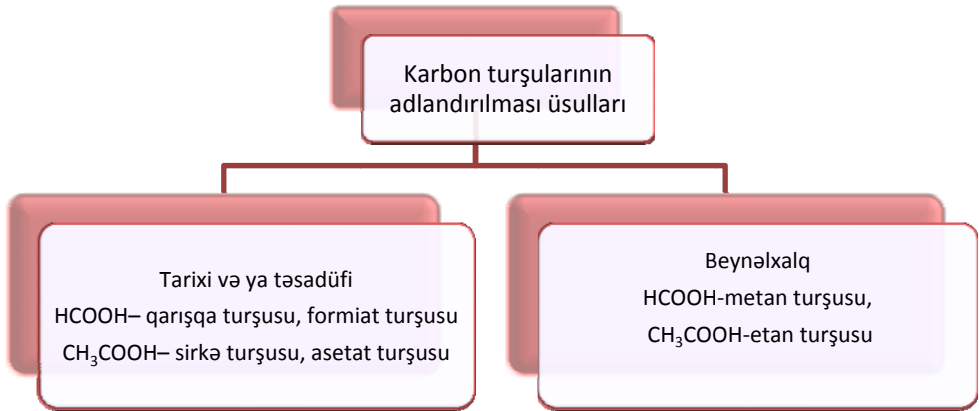 Karbon turşularının
adlandırılması üsulları
Tarixi və ya təsadüfi
HCOOH– qarışqa turşusu, formiat turşusu
CH₃COOH– sirkə turşusu, asetat turşusu
Beynəlxalq
HCOOH-metan turşusu,
CH₃COOH-etan turşusu